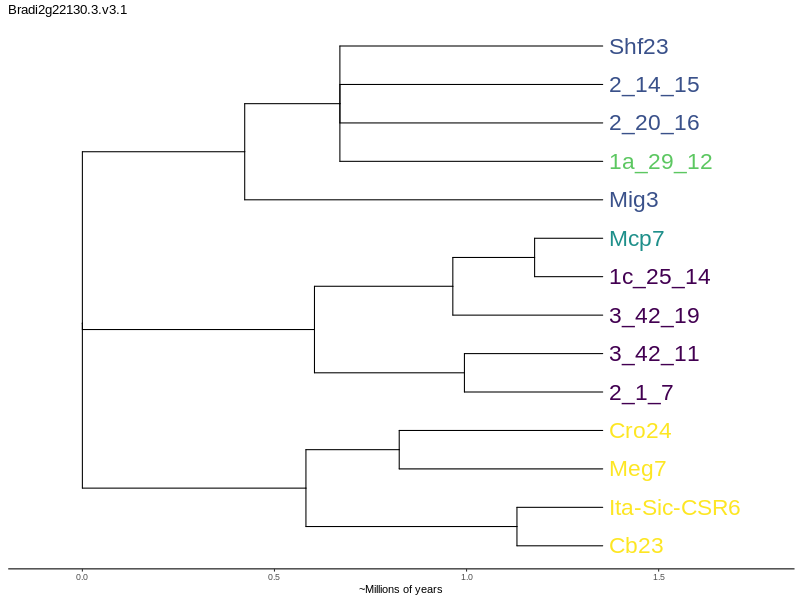 Bradi2g22130.3.v3.1
Shf23
2_14_15
2_20_16
1a_29_12
Mig3
Mcp7
1c_25_14
3_42_19
3_42_11
2_1_7
Cro24
Meg7
Ita-Sic-CSR6
Cb23
0.0 0.5 1.0 1.5
~Millions of years